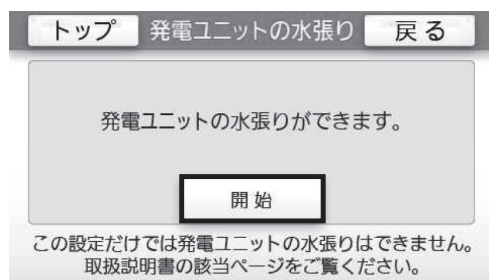 トップ 発電ユニットの水張り 戻る
発電ユニットの水張りができます。
開始
この設定だけでは発電ユニットの水張りはできません。
取扱説明書の該当ページをご覧ください。